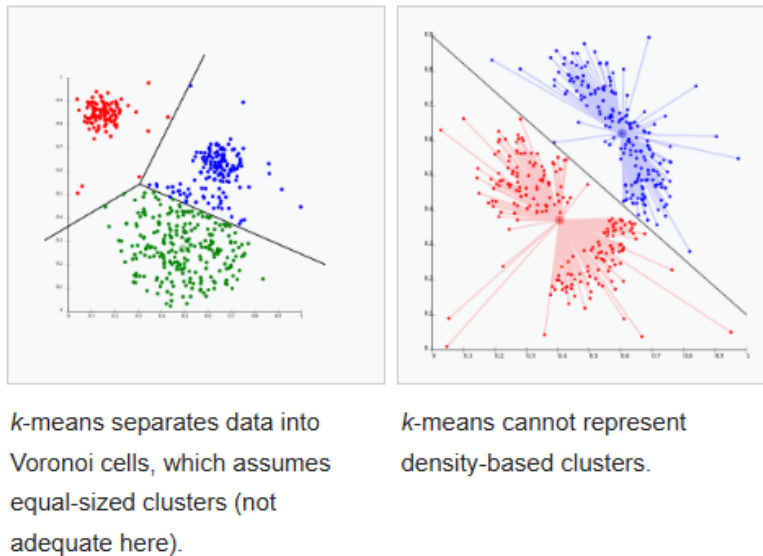 k-means separates data into
Voronoi cells, which assumes
equal-sized clusters (not
adequate here).
k-means cannot represent
density-based clusters.